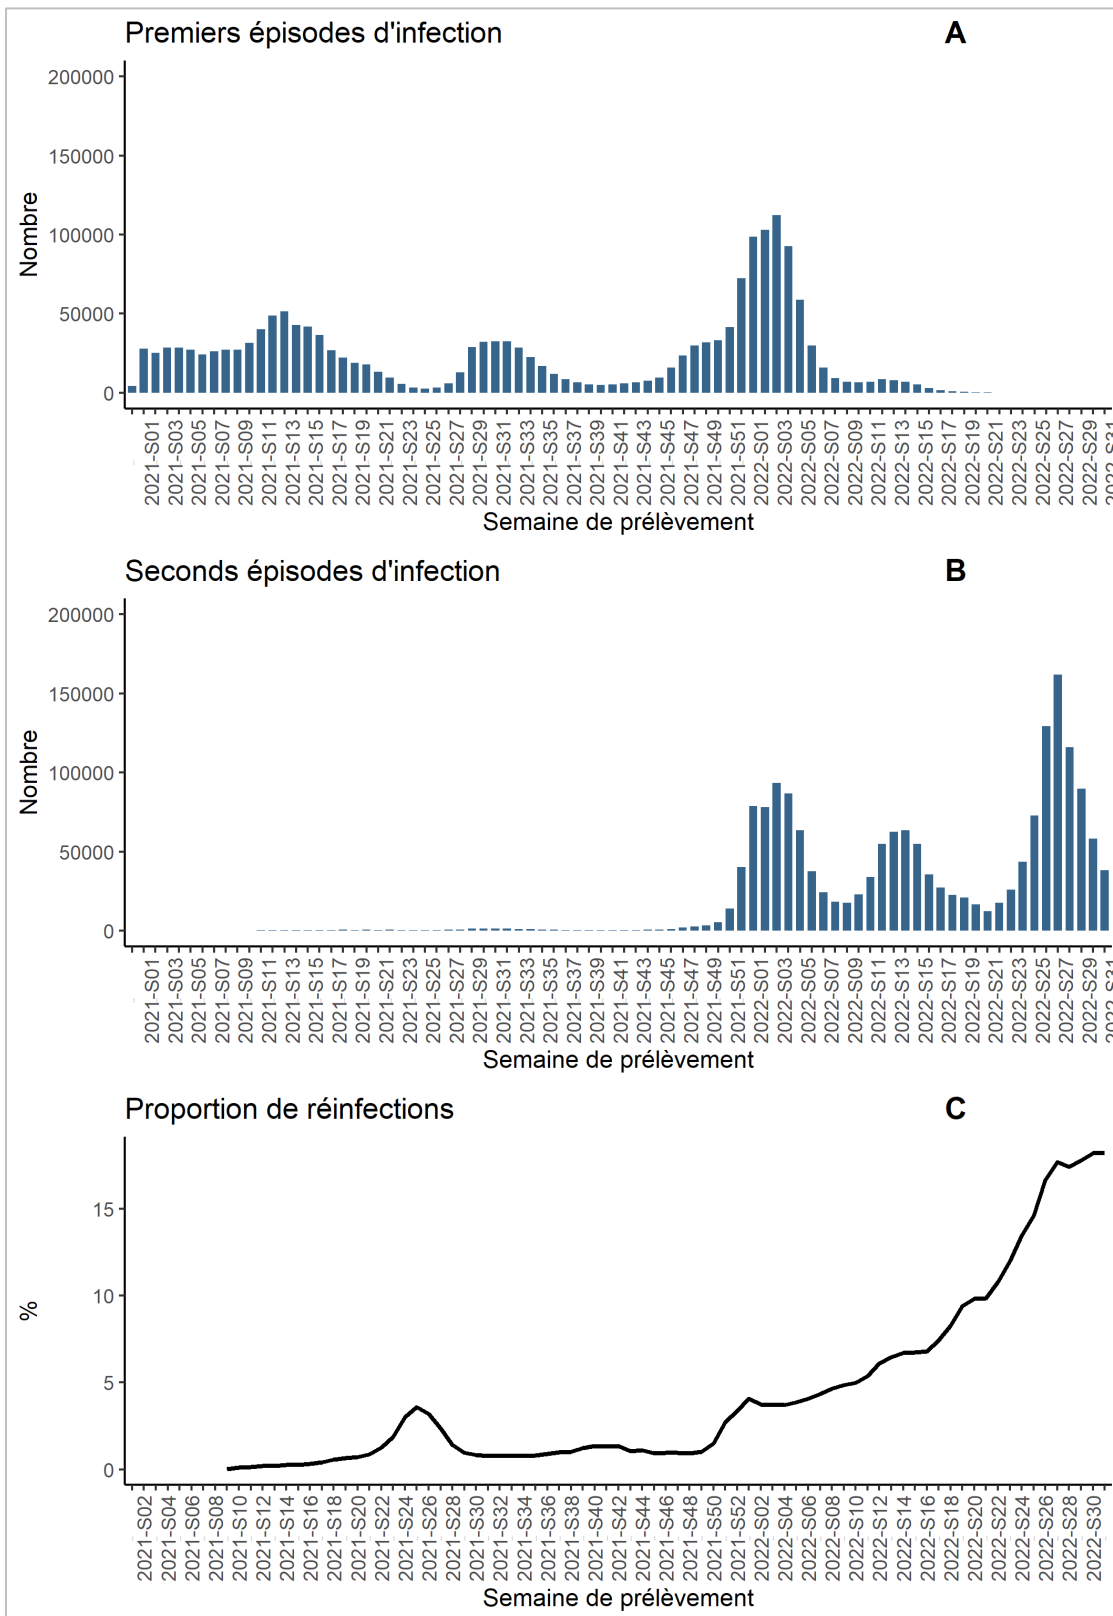 Premiers épisodes d'infection
A
200000
150000
100000
50000
0
Nombre
2021-S01
2021-S03
2021-S05
2021-S07
2021-S09
2021-S11
2021-S13
2021-S15
2021-S17
2021-S19
2021-S21
2021-S23
2021-S25
2021-S27
2021-S29
2021-S31
2021-S33
2021-S35
2021-S37
2021-S39
2021-S41
2021-S43
2021-S45
2021-S47
2021-S49
2021-S51
2022-S01
2022-S03
2022-S05
2022-S07
2022-S09
2022-S11
2022-S13
2022-S15
2022-S17
2022-S19
2022-S21
2022-S23
2022-S25
2022-S27
2022-S29
2022-S31
Semaine de prélèvement
Seconds épisodes d'infection
B
200000
150000
100000
50000
0
Nombre
2021-S01
2021-S03
2021-S05
2021-S07
2021-S09
2021-S11
2021-S13
2021-S15
2021-S17
2021-S19
2021-S21
2021-S23
2021-S25
2021-S27
2021-S29
2021-S31
2021-S33
2021-S35
2021-S37
2021-S39
2021-S41
2021-S43
2021-S45
2021-S47
2021-S49
2021-S51
2022-S01
2022-S03
2022-S05
2022-S07
2022-S09
2022-S11
2022-S13
2022-S15
2022-S17
2022-S19
2022-S21
2022-S23
2022-S25
2022-S27
2022-S29
2022-S31
Semaine de prélèvement
Proportion de réinfections
C
15
10
5
0
%
2021-S02
2021-S04
2021-S06
2021-S08
2021-S10
2021-S12
2021-S14
2021-S16
2021-S18
2021-S20
2021-S22
2021-S24
2021-S26
2021-S28
2021-S30
2021-S32
2021-S34
2021-S36
2021-S38
2021-S40
2021-S42
2021-S44
2021-S46
2021-S48
2021-S50
2021-S52
2022-S02
2022-S04
2022-S06
2022-S08
2022-S10
2022-S12
2022-S14
2022-S16
2022-S18
2022-S20
2022-S22
2022-S24
2022-S26
2022-S28
2022-S30
Semaine de prélèvement